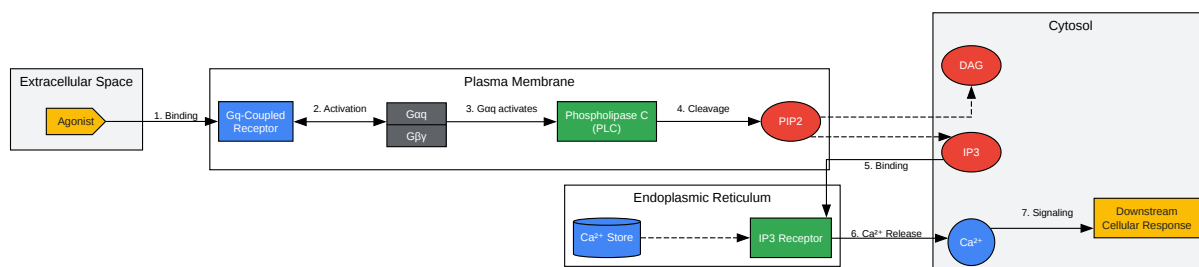 Cytosol
DAG
Extracellular Space
Plasma Membrane
Agonist
1. Binding
Gq-Coupled
Receptor
2. Activation
Gαq
Gβγ
3. Gαq activates
Phospholipase C
(PLC)
4. Cleavage
PIP2
IP3
5. Binding
Endoplasmic Reticulum
Ca²⁺ Store
IP3 Receptor
6. Ca²⁺ Release
Ca²⁺
7. Signaling
Downstream
Cellular Response